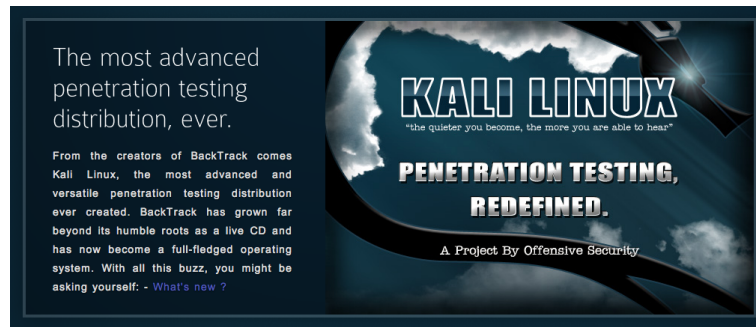 The most advanced
penetration testing
distribution, ever.
From the creators of BackTrack comes
Kali Linux, the most advanced and
versatile penetration testing distribution
ever created. BackTrack has grown far
beyond its humble roots as a live CD and
has now become a full-fledged operating
system. With all this buzz, you might be
asking yourself: - What's new ?
KALI LINUX
"the quieter you become, the more you are able to hear"
PENETRATION TESTING,
REDEFINED.
A Project By Offensive Security